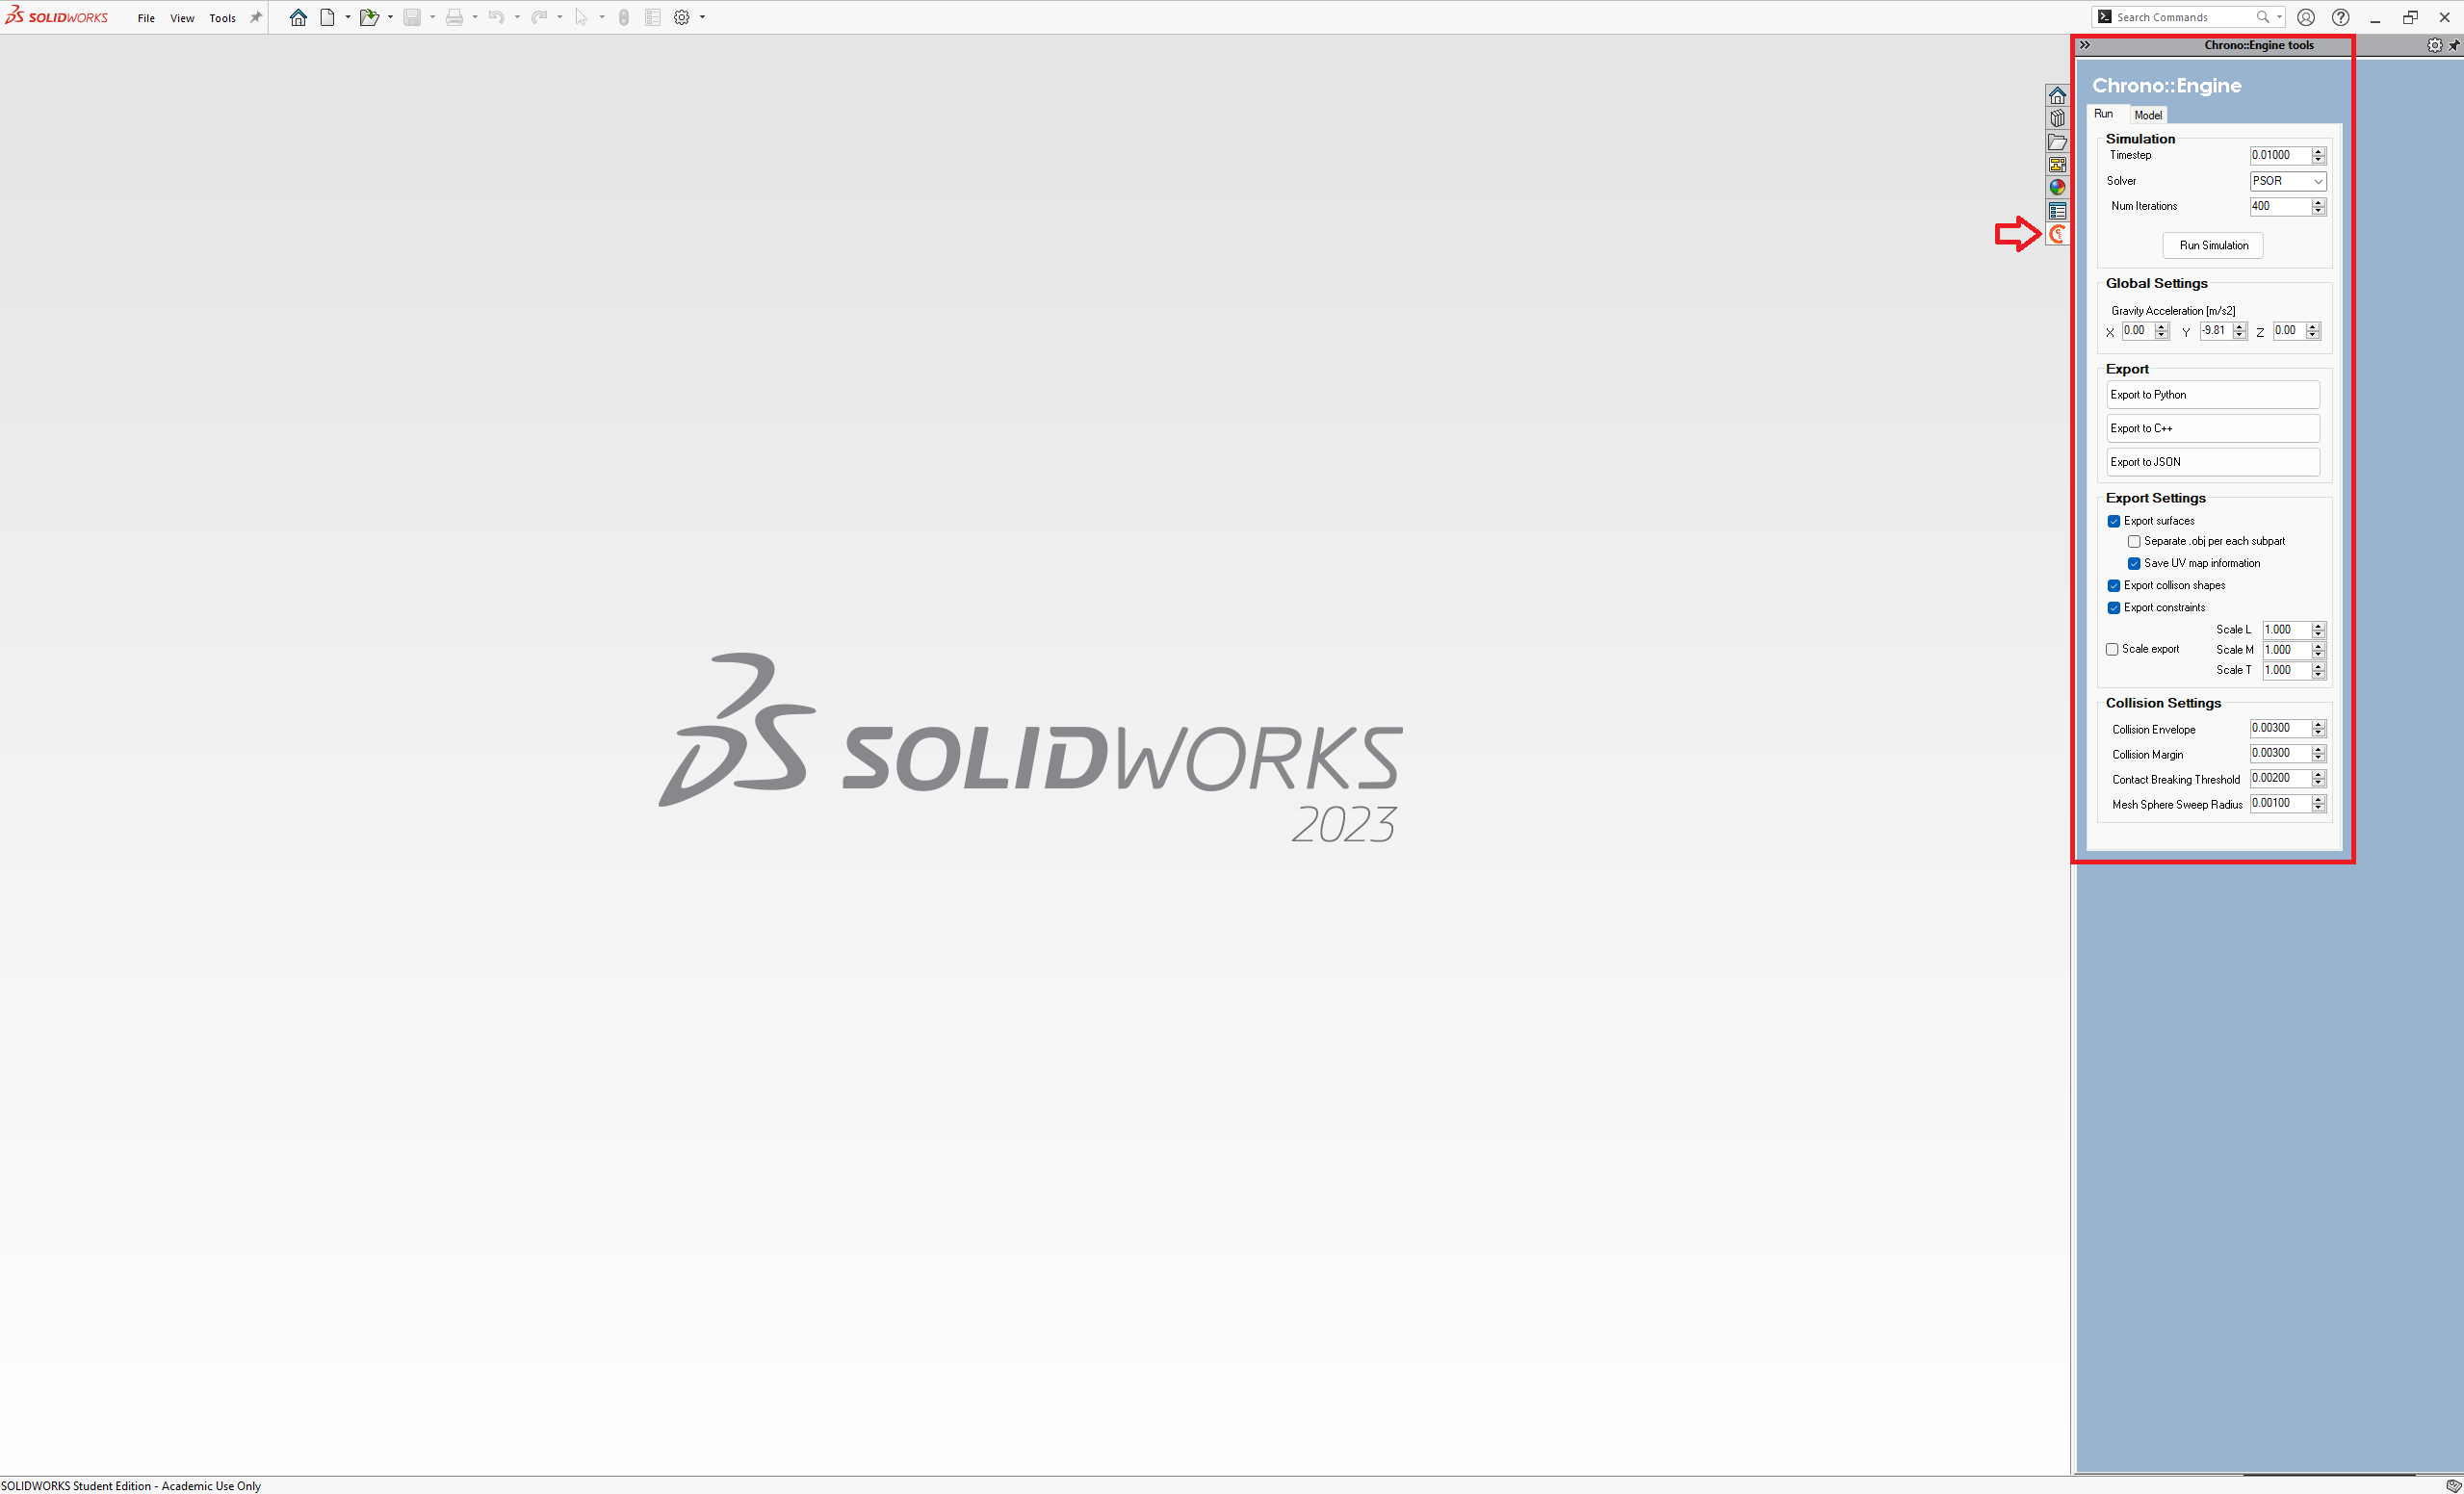 SOLIDWORKS File View Tools Search Commands
Chrono::Engine tools
Chrono::Engine
Run Model
Simulation
Timestep 0.01000
Solver PSOR
Num Iterations 400
Run Simulation
Global Settings
Gravity Acceleration [m/s2]
X 0.00 Y -9.81 Z 0.00
Export
Export to Python
Export to C++
Export to JSON
Export Settings
Export surfaces
Separate .obj per each subpart
Save UV map information
Export collison shapes
Export constraints
Scale L 1.000
Scale export Scale M 1.000
Scale T 1.000
Collision Settings
Collision Envelope 0.00300
Collision Margin 0.00300
Contact Breaking Threshold 0.00200
Mesh Sphere Sweep Radius 0.00100
SOLIDWORKS
2023
SOLIDWORKS Student Edition - Academic Use Only